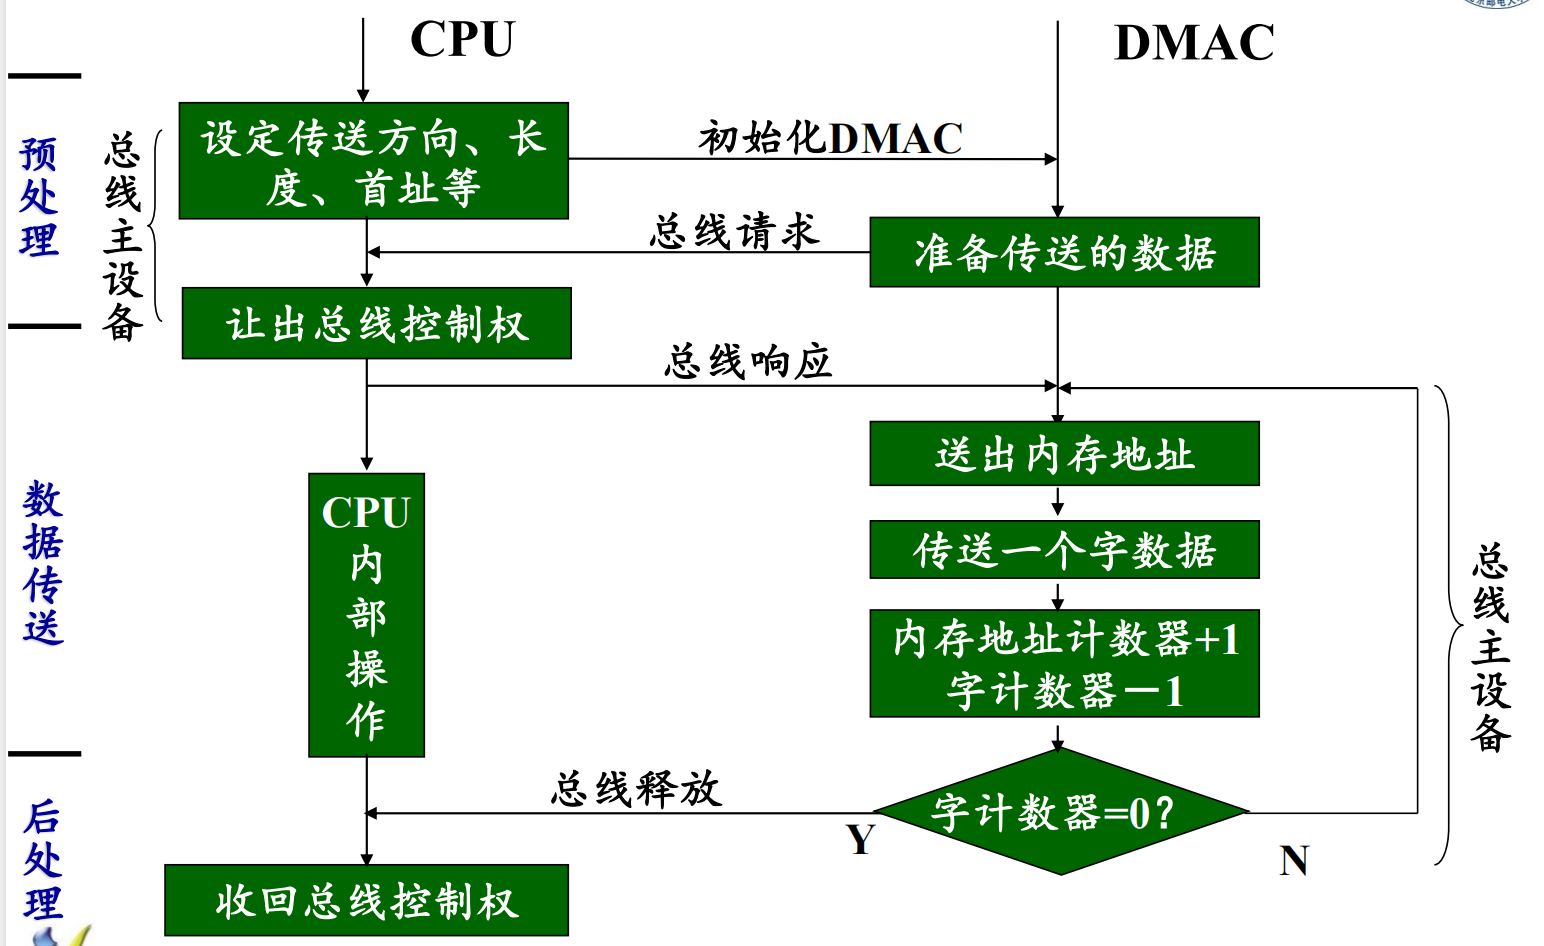 CPU
DMAC
预处理
总线主设备
设定传送方向、长
度、首址等
初始化DMAC
总线请求
准备传送的数据
让出总线控制权
总线响应
数据传送
CPU
内
部
操
作
送出内存地址
传送一个字数据
内存地址计数器+1
字计数器－1
总线主设备
后处理
总线释放
字计数器=0?
Y
N
收回总线控制权